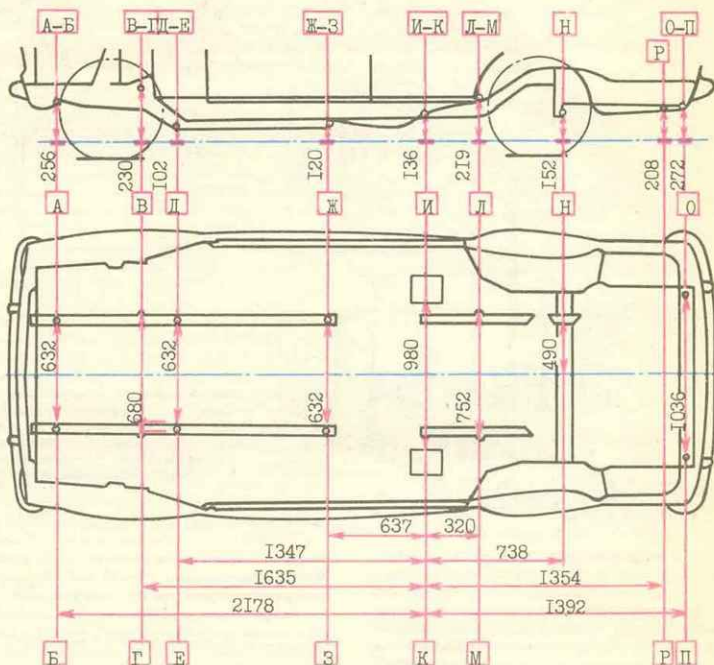 А-Б В-Г Д-Е Ж-З И-К Л-М Н О-П
Р
256 230 102 120 136 219 152 208 272
А В Д Ж И Л Н О
632 632 980 490
680 632 752 1036
637 320
1347 738
1635 1354
2178 1392
Б Г Е З К М Р П